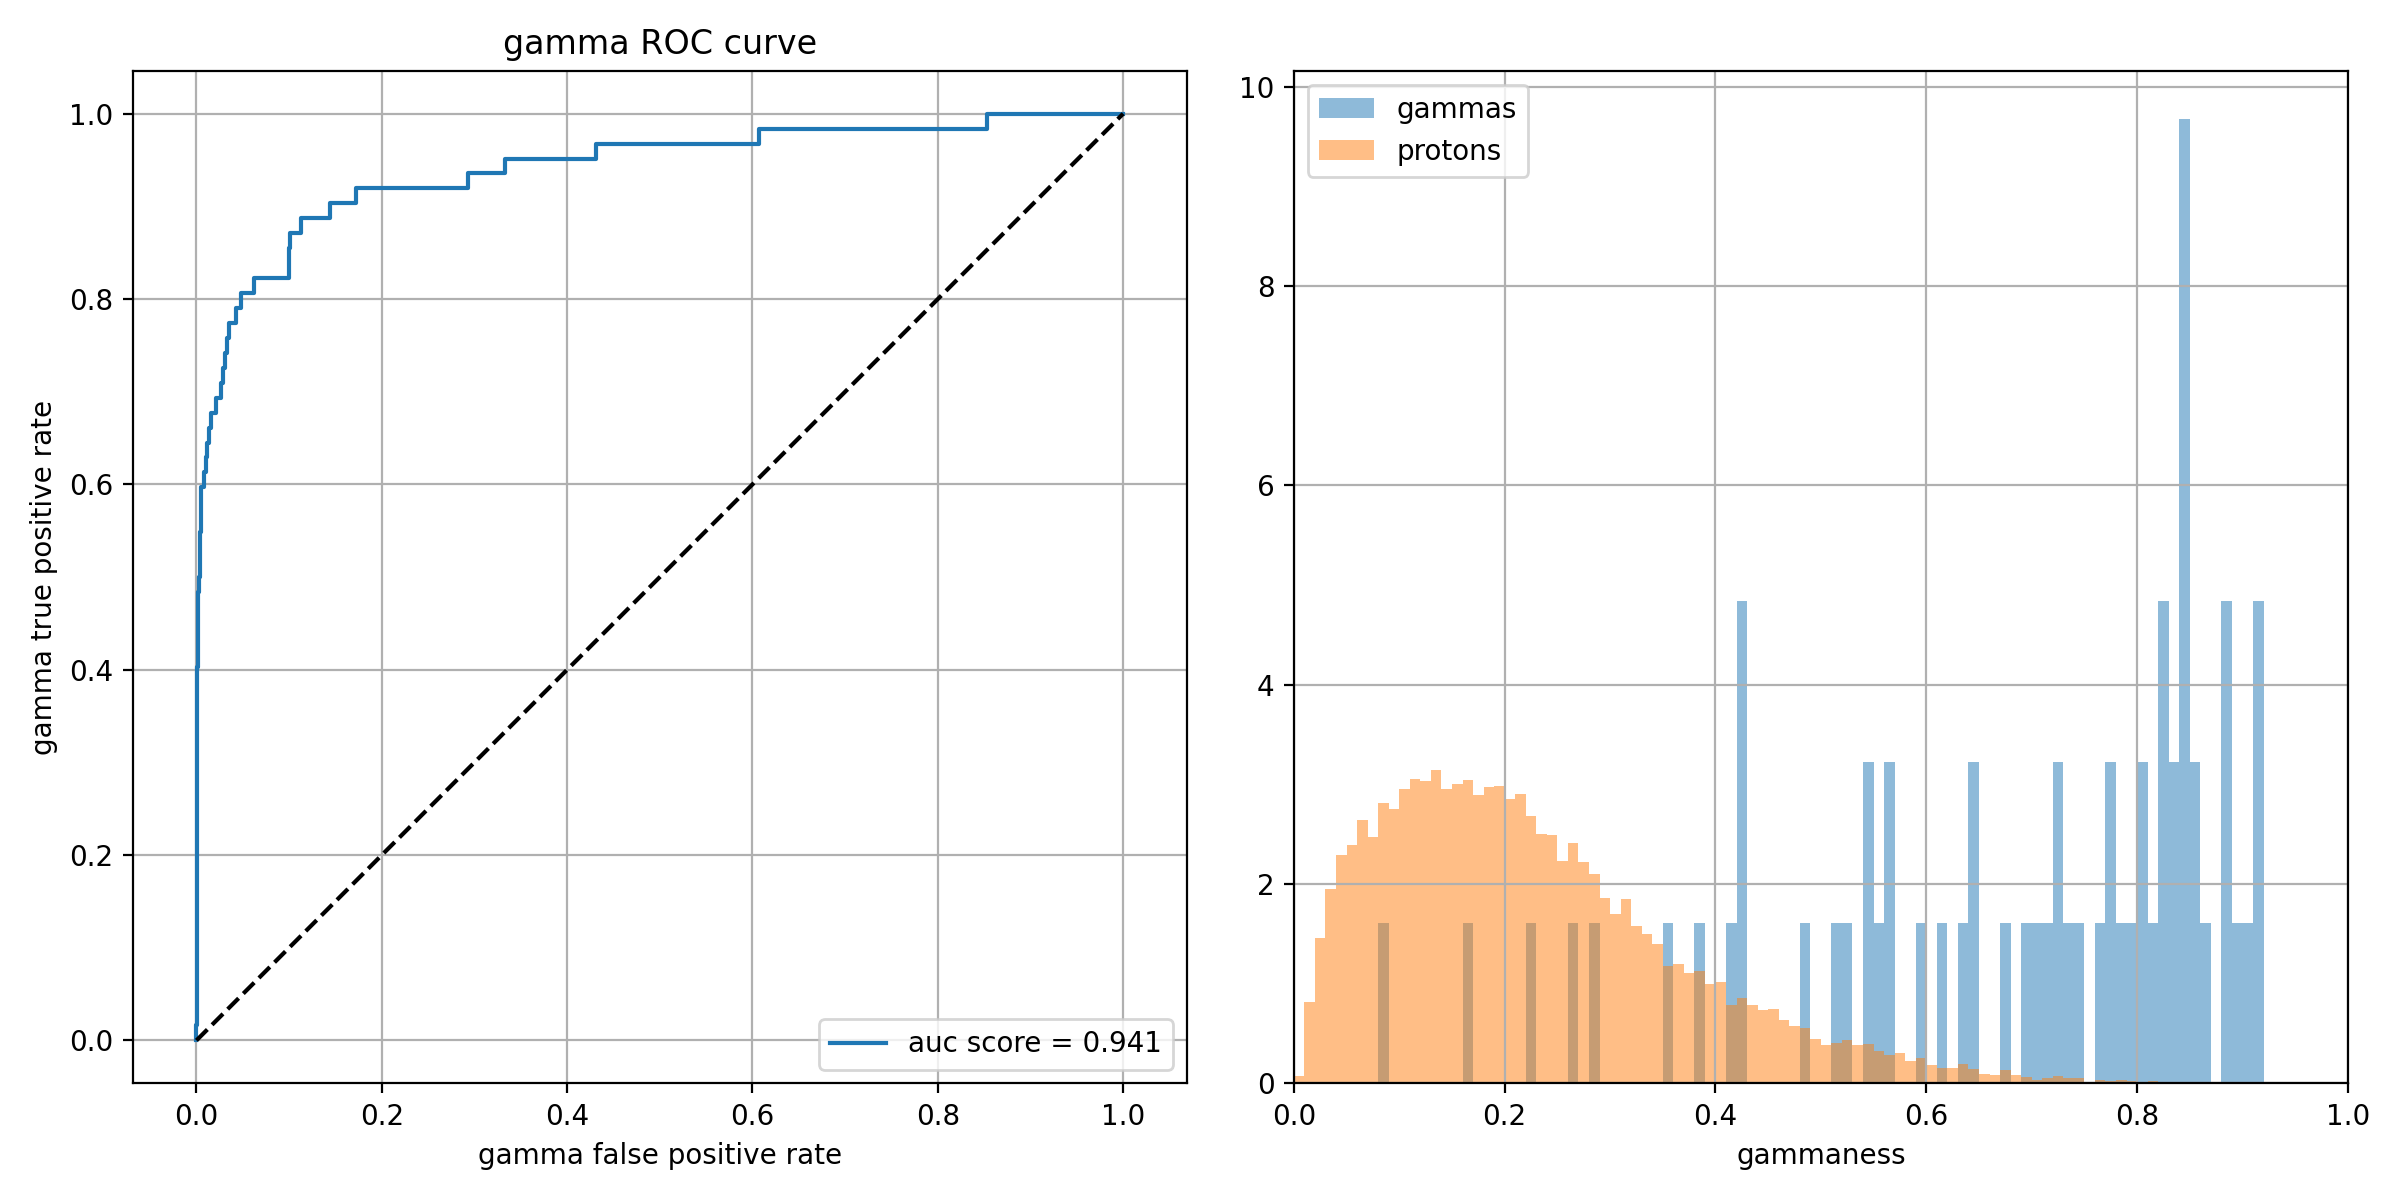 gamma ROC curve
gamma true positive rate
1.0
0.8
0.6
0.4
0.2
0.0
0.0 0.2 0.4 0.6 0.8 1.0
gamma false positive rate
auc score = 0.941
gammas
protons
10
8
6
4
2
0
0.0 0.2 0.4 0.6 0.8 1.0
gammaness